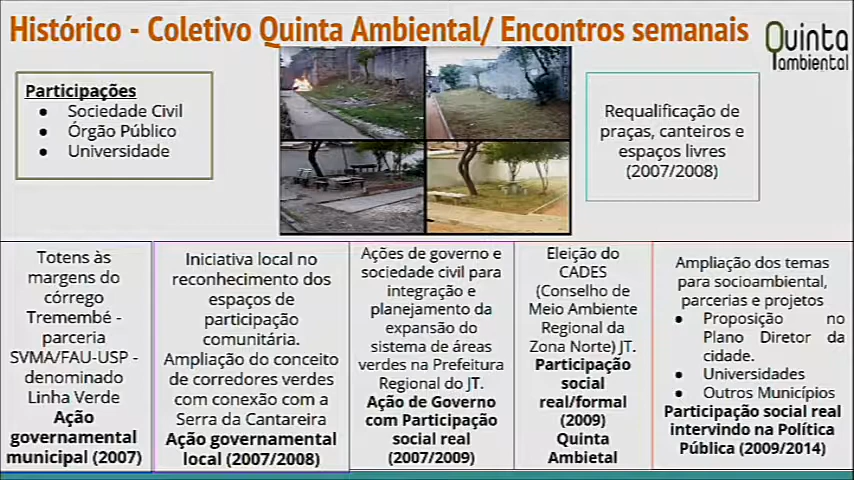 Histórico - Coletivo Quinta Ambiental/ Encontros semanais
Quinta
ambiental
Participações
● Sociedade Civil
● Órgão Público
● Universidade
Requalificação de
praças, canteiros e
espaços livres
(2007/2008)
Totens às
margens do
córrego
Tremembé -
parceria
SVMA/FAU-USP -
denominado
Linha Verde
Ação
governamental
municipal (2007)
Iniciativa local no
reconhecimento dos
espaços de
participação
comunitária.
Ampliação do conceito
de corredores verdes
com conexão com a
Serra da Cantareira
Ação governamental
local (2007/2008)
Ações de governo e
sociedade civil para
integração e
planejamento da
expansão do
sistema de áreas
verdes na Prefeitura
Regional do JT.
Ação de Governo
com Participação
social real
(2007/2009)
Eleição do
CADES
(Conselho de
Meio Ambiente
Regional da
Zona Norte) JT.
Participação
social
real/formal
(2009)
Quinta
Ambietal
Ampliação dos temas
para socioambiental,
parcerias e projetos
● Proposição no
Plano Diretor da
cidade.
● Universidades
● Outros Municípios
Participação social real
intervindo na Política
Pública (2009/2014)